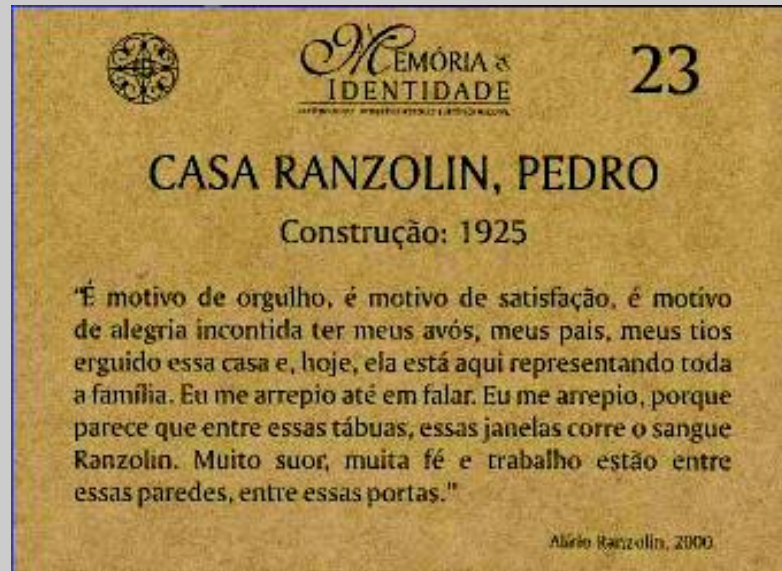 MEMÓRIA &
IDENTIDADE
23
CASA RANZOLIN, PEDRO
Construção: 1925
"É motivo de orgulho, é motivo de satisfação, é motivo
de alegria incontida ter meus avós, meus pais, meus tios
erguido essa casa e, hoje, ela está aqui representando toda
a família. Eu me arrepio até em falar. Eu me arrepio, porque
parece que entre essas tábuas, essas janelas corre o sangue
Ranzolin. Muito suor, muita fé e trabalho estão entre
essas paredes, entre essas portas."
Ranzolin, 2000